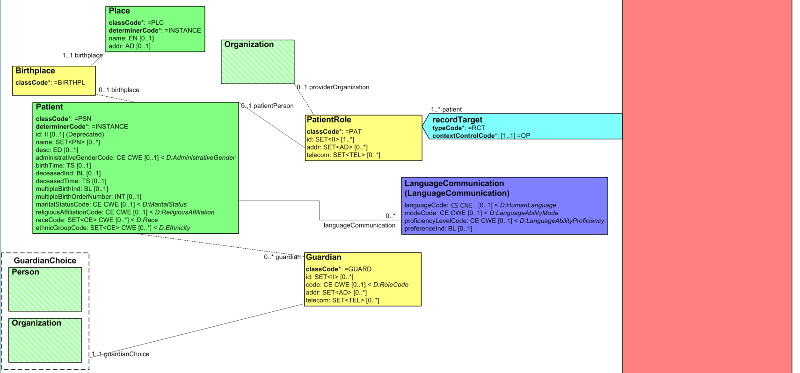 Place
classCode*: =PLC
determinerCode*: =INSTANCE
name: EN [0..1]
addr: AD [0..1]
1..1 birthplace
Organization
Birthplace
classCode*: =BIRTHPL
0..1 birthplace
0..1 providerOrganization
Patient
classCode*: =PSN
determinerCode*: =INSTANCE
id: II [0..1] (Deprecated)
name: SET<PN> [0..*]
desc: ED [0..1]
administrativeGenderCode: CE CWE [0..1] < D:AdministrativeGender
birthTime: TS [0..1]
deceasedInd: BL [0..1]
deceasedTime: TS [0..1]
multipleBirthInd: BL [0..1]
multipleBirthOrderNumber: INT [0..1]
maritalStatusCode: CE CWE [0..1] < D:MaritalStatus
religiousAffiliationCode: CE CWE [0..1] < D:ReligiousAffiliation
raceCode: SET<CE> CWE [0..*] < D:Race
ethnicGroupCode: SET<CE> CWE [0..*] < D:Ethnicity
0..1 patientPerson
PatientRole
classCode*: =PAT
id: SET<II> [1..*]
addr: SET<AD> [0..*]
telecom: SET<TEL> [0..*]
1..* patient
recordTarget
typeCode*: =RCT
contextControlCode*: [1..1] =OP
LanguageCommunication
(LanguageCommunication)
languageCode: CS CNE [0..1] < D:HumanLanguage
modeCode: CE CWE [0..1] < D:LanguageAbilityMode
proficiencyLevelCode: CE CWE [0..1] < D:LanguageAbilityProficiency
preferenceInd: BL [0..1]
0..*
languageCommunication
0..* guardian
Guardian
classCode*: =GUARD
id: SET<II> [0..*]
code: CE CWE [0..1] < D:RoleCode
addr: SET<AD> [0..*]
telecom: SET<TEL> [0..*]
GuardianChoice
Person
Organization
1..1 guardianChoice